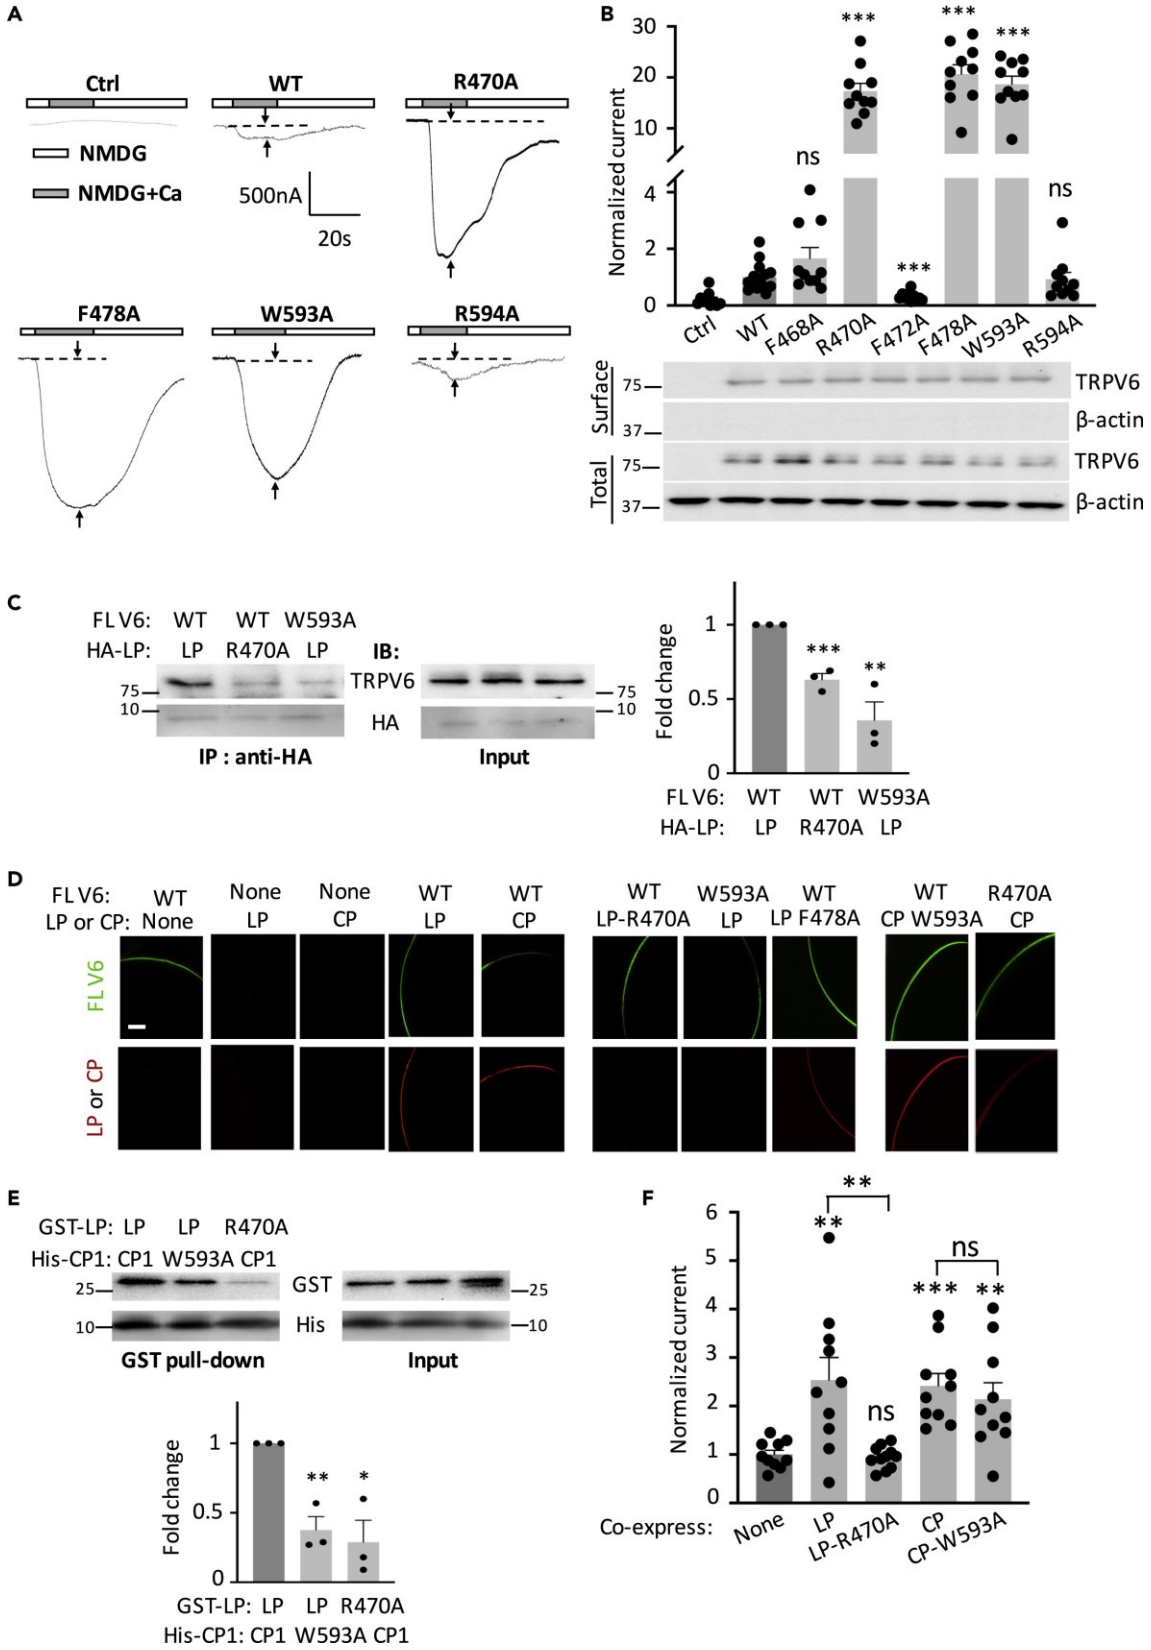 A
Ctrl
WT
R470A
NMDG
NMDG+Ca
500nA
20s
F478A
W593A
R594A
B
Normalized current
30
20
10
4
2
0
***
***
***
ns
***
ns
Ctrl
WT
F468A
R470A
F472A
F478A
W593A
R594A
Surface
75
TRPV6
37
β-actin
Total
75
TRPV6
37
β-actin
C
FL V6: WT WT W593A
HA-LP: LP R470A LP
IB:
75
TRPV6
75
10
HA
10
IP : anti-HA
Input
Fold change
1
0.5
0
***
**
FL V6: WT WT W593A
HA-LP: LP R470A LP
D
FL V6: WT None None WT WT WT W593A WT WT R470A
LP or CP: None LP CP LP CP LP-R470A LP LP F478A CP W593A CP
FL V6
LP or CP
E
GST-LP: LP LP R470A
His-CP1: CP1 W593A CP1
25
GST
25
10
His
10
GST pull-down
Input
Fold change
1
0.5
0
**
*
GST-LP: LP LP R470A
His-CP1: CP1 W593A CP1
F
Normalized current
6
5
4
3
2
1
0
**
**
ns
ns
***
**
Co-express:
None
LP
LP-R470A
CP
CP-W593A